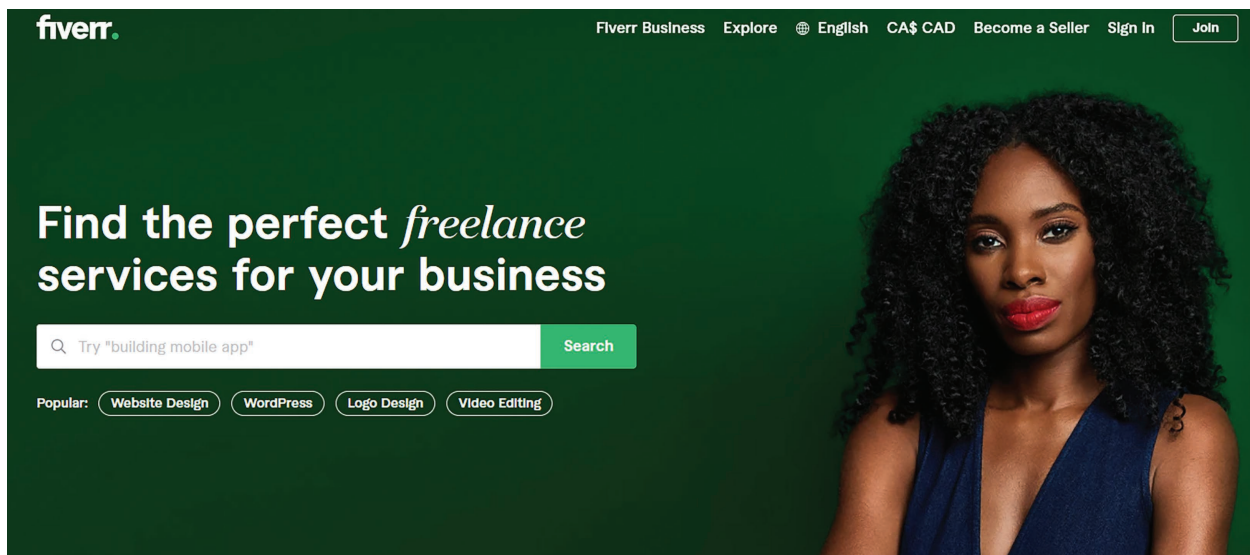 fiverr.
Fiverr Business Explore English CA$ CAD Become a Seller Sign In Join
Find the perfect freelance
services for your business
Try "building mobile app" Search
Popular: Website Design WordPress Logo Design Video Editing